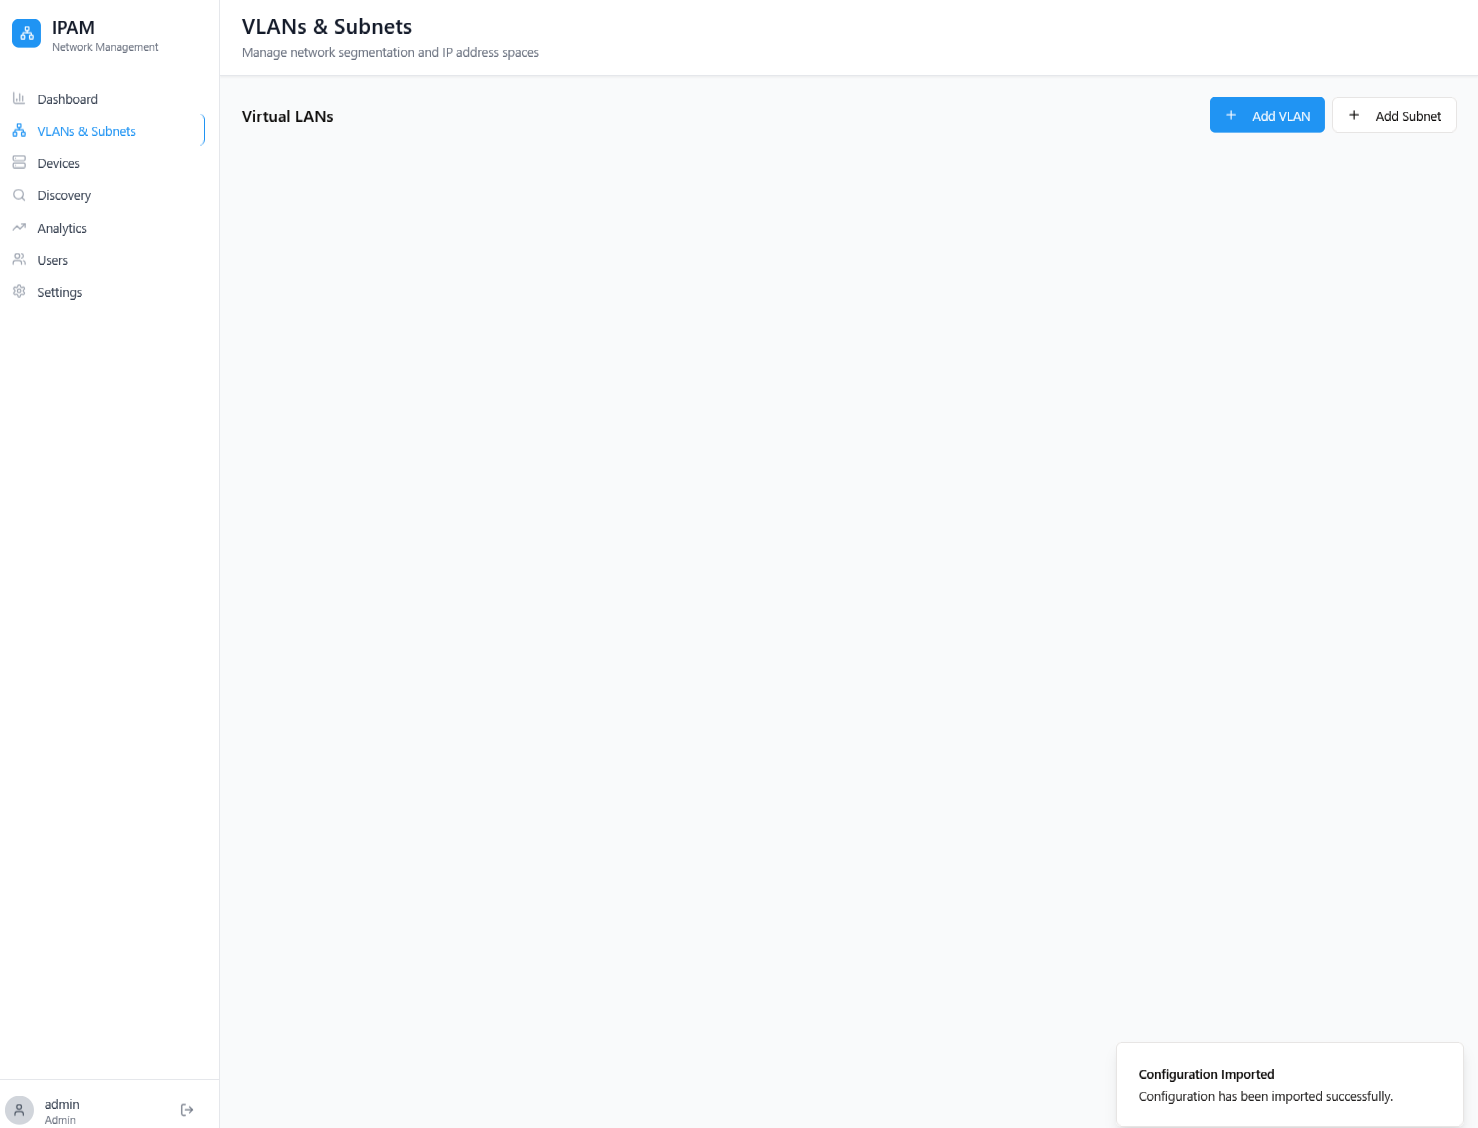 IPAM
Network Management
Dashboard
VLANs & Subnets
Devices
Discovery
Analytics
Users
Settings
admin
Admin
VLANs & Subnets
Manage network segmentation and IP address spaces
Virtual LANs
Add VLAN
Add Subnet
Configuration Imported
Configuration has been imported successfully.